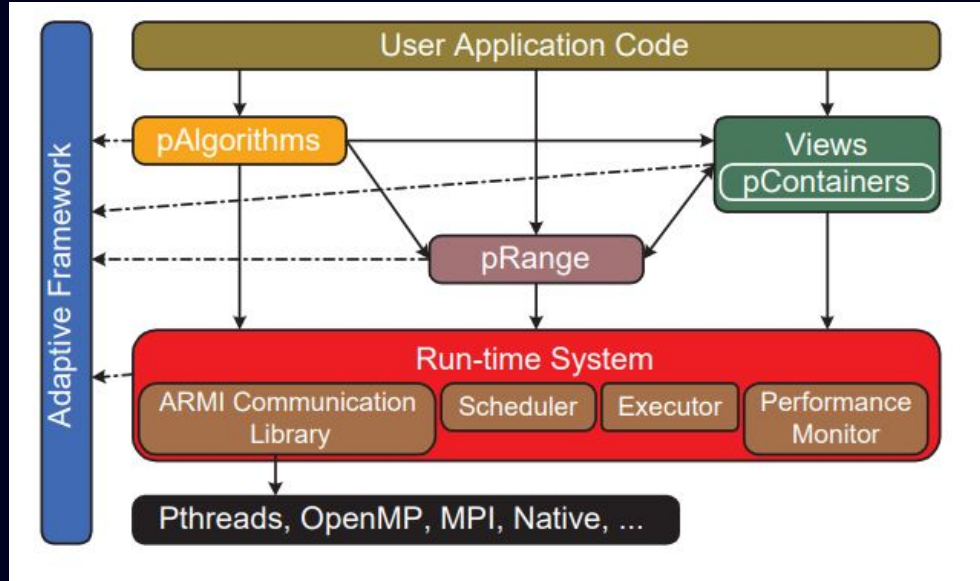 User Application Code
Adaptive Framework
pAlgorithms
Views
pContainers
pRange
Run-time System
ARMI Communication
Library
Scheduler
Executor
Performance
Monitor
Pthreads, OpenMP, MPI, Native, ...